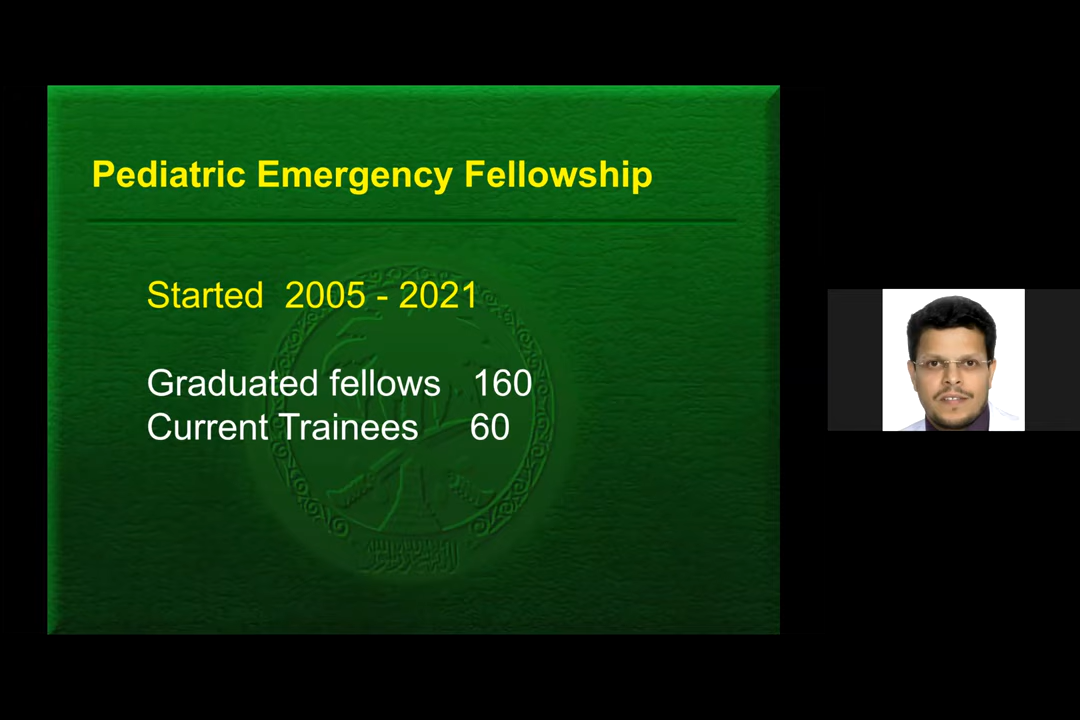 Pediatric Emergency Fellowship
Started 2005 - 2021
Graduated fellows 160
Current Trainees 60